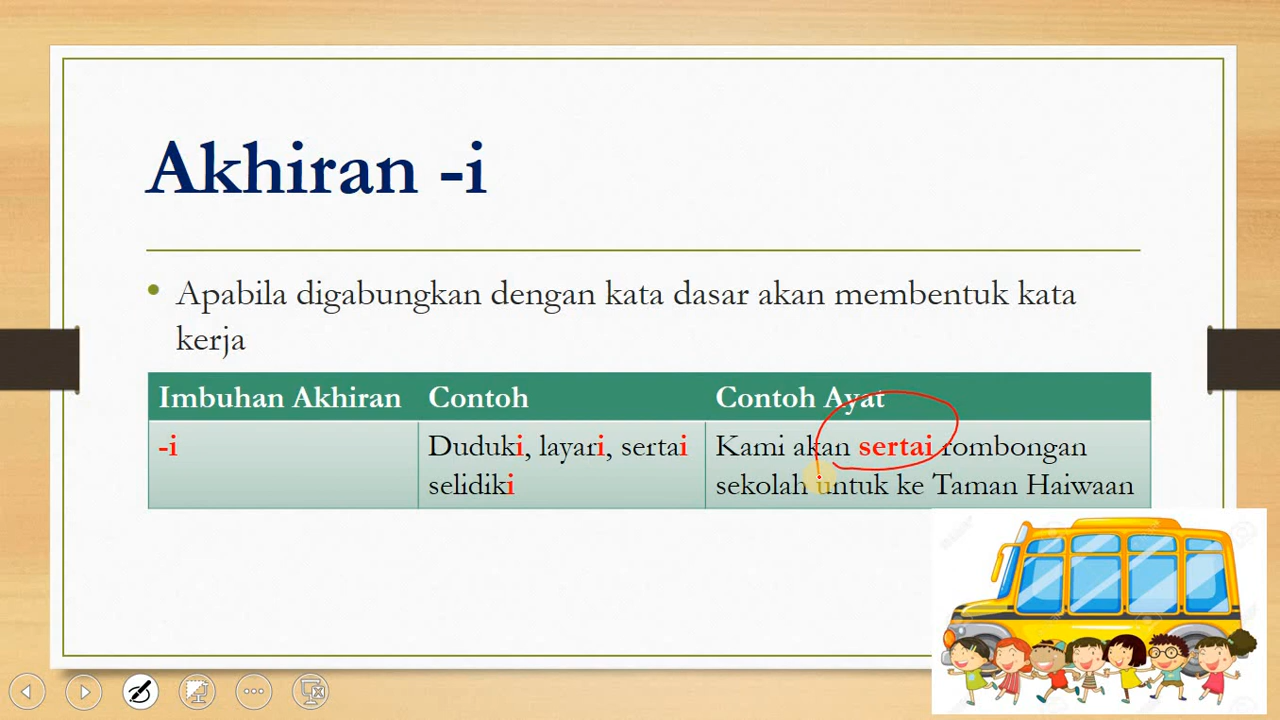 Akhiran -i
• Apabila digabungkan dengan kata dasar akan membentuk kata
kerja
Imbuhan Akhiran Contoh Contoh Ayat
-i Duduki, layari, sertai Kami akan sertai rombongan
selidiki sekolah untuk ke Taman Haiwaan